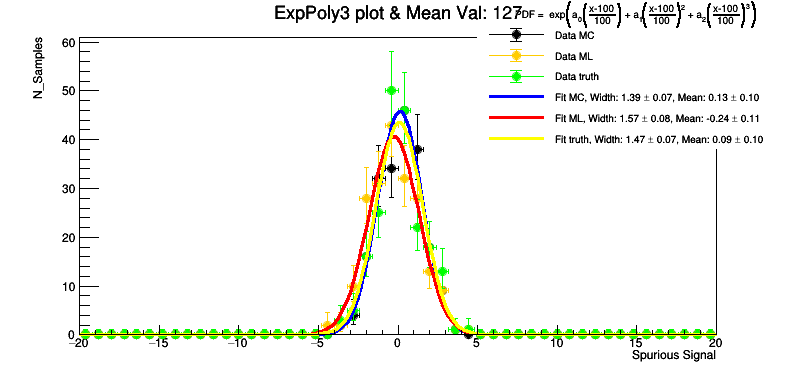 ExpPoly3 plot & Mean Val: 127
PDF = exp(a0(x-100/100) + a1(x-100/100)^2 + a2(x-100/100)^3)
Data MC
Data ML
Data truth
Fit MC, Width: 1.39 ± 0.07, Mean: 0.13 ± 0.10
Fit ML, Width: 1.57 ± 0.08, Mean: -0.24 ± 0.11
Fit truth, Width: 1.47 ± 0.07, Mean: 0.09 ± 0.10
N_Samples
60
50
40
30
20
10
0
−20 −15 −10 −5 0 5 10 15 20
Spurious Signal